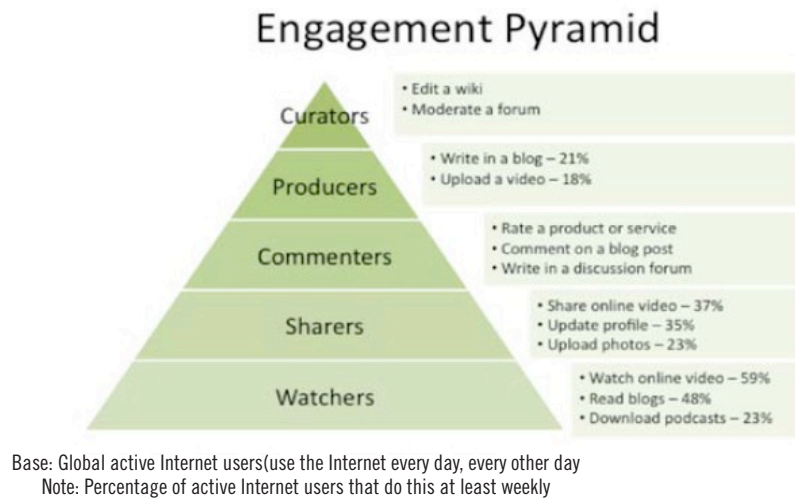 Engagement Pyramid
Curators
• Edit a wiki
• Moderate a forum
Producers
• Write in a blog – 21%
• Upload a video – 18%
Commenters
• Rate a product or service
• Comment on a blog post
• Write in a discussion forum
Sharers
• Share online video – 37%
• Update profile – 35%
• Upload photos – 23%
Watchers
• Watch online video – 59%
• Read blogs – 48%
• Download podcasts – 23%
Base: Global active Internet users(use the Internet every day, every other day
Note: Percentage of active Internet users that do this at least weekly